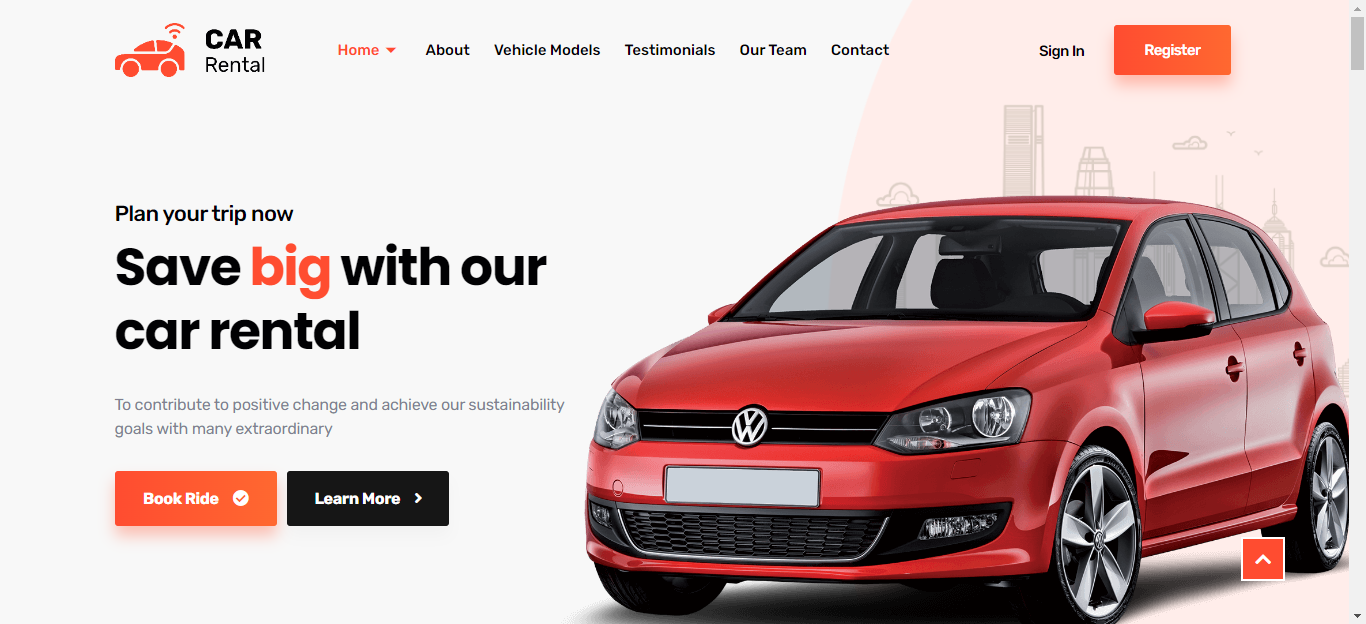 CAR
Rental
Home About Vehicle Models Testimonials Our Team Contact Sign In Register
Plan your trip now
Save big with our
car rental
To contribute to positive change and achieve our sustainability
goals with many extraordinary
Book Ride Learn More